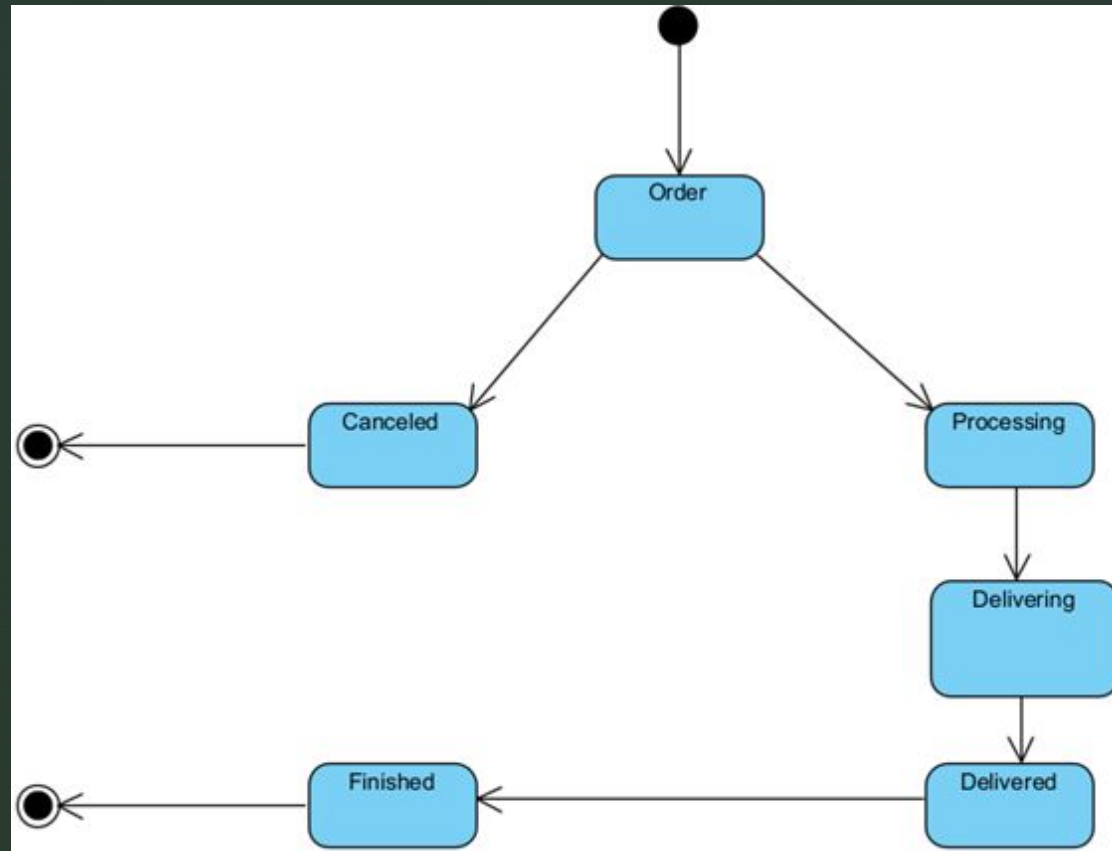 Order
Canceled
Processing
Delivering
Finished
Delivered